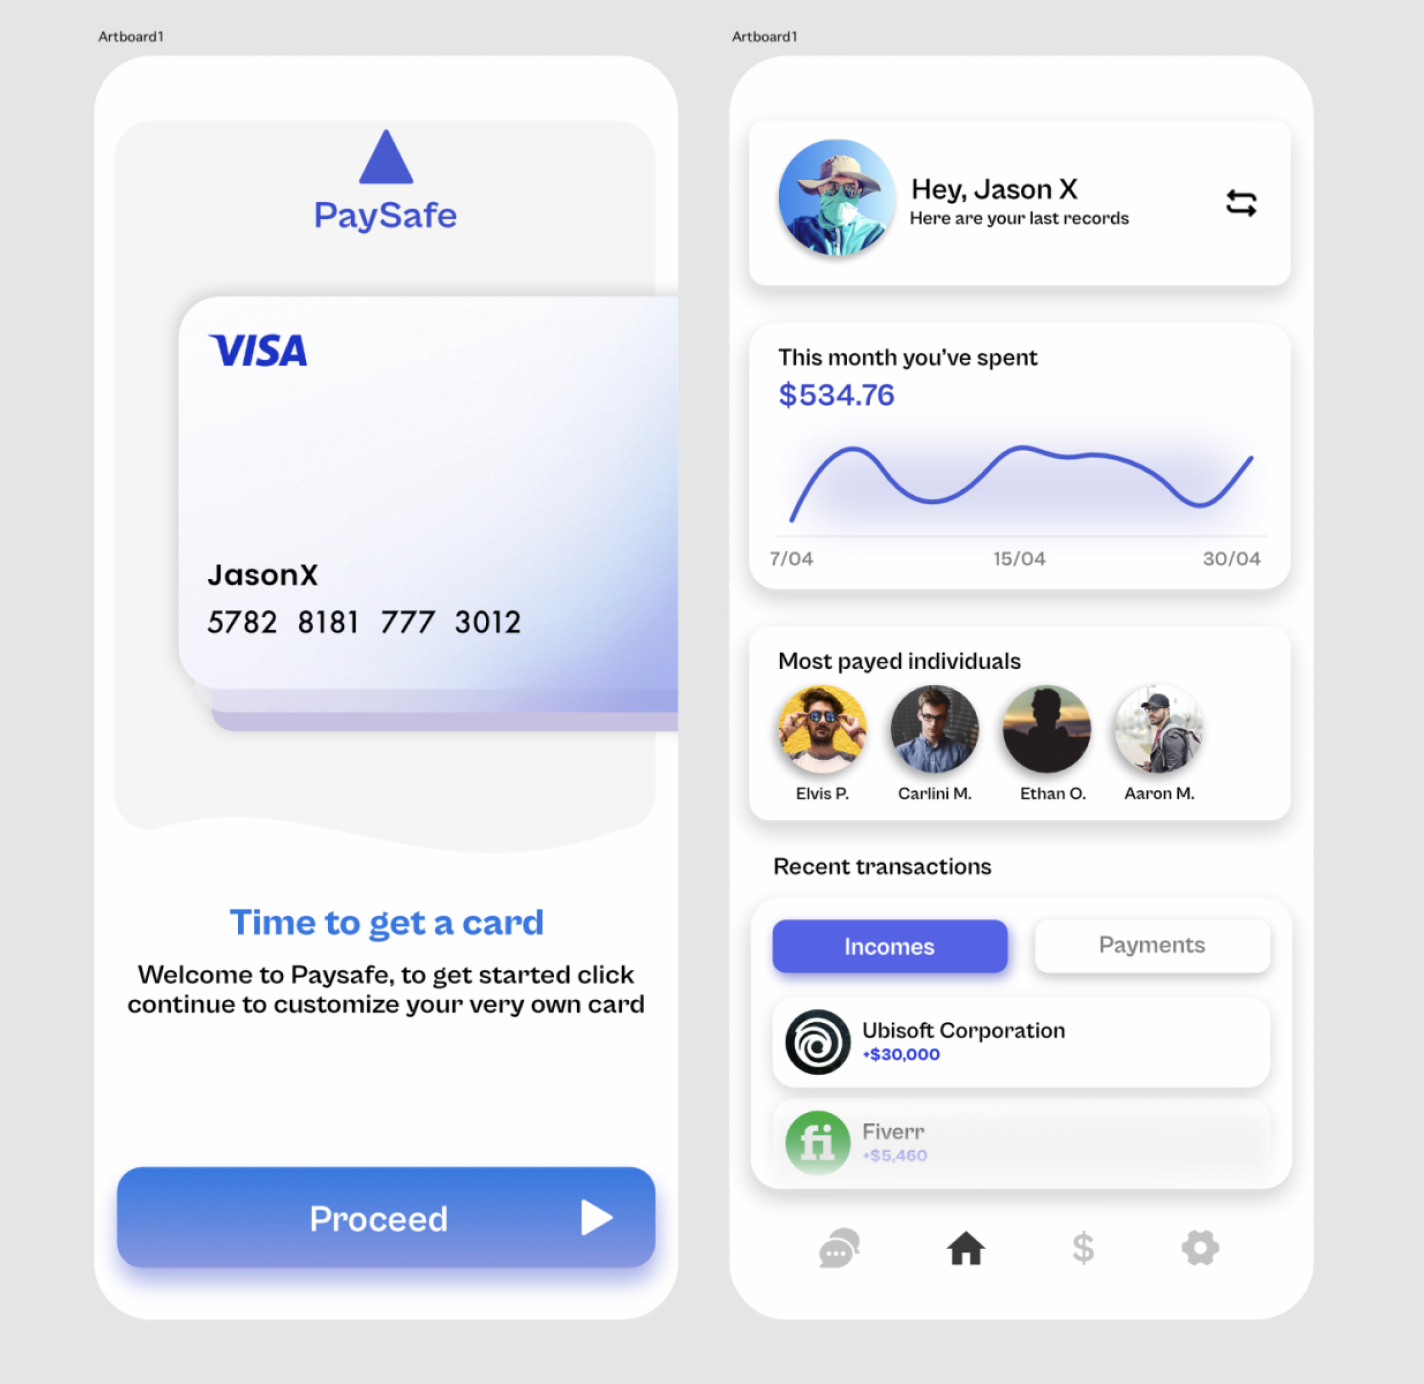 Artboard1
PaySafe
VISA
JasonX
5782 8181 777 3012
Time to get a card
Welcome to Paysafe, to get started click
continue to customize your very own card
Proceed
Artboard1
Hey, Jason X
Here are your last records
This month you've spent
$534.76
7/04 15/04 30/04
Most payed individuals
Elvis P. Carlini M. Ethan O. Aaron M.
Recent transactions
Incomes Payments
Ubisoft Corporation
+$30,000
fi
Fiverr
+$5,460
$